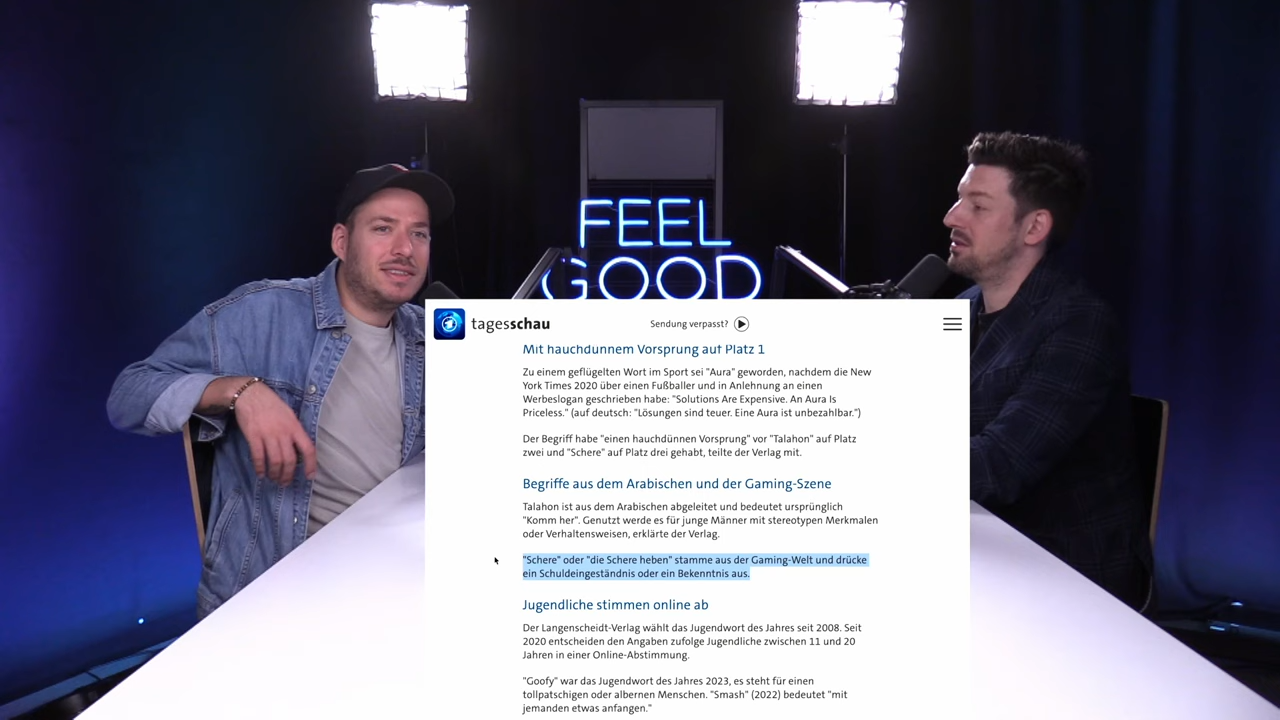 FEEL
GOOD
tagesschau
Sendung verpasst?
Mit hauchdünnem Vorsprung auf Platz 1
Zu einem geflügelten Wort im Sport sei "Aura" geworden, nachdem die New
York Times 2020 über einen Fußballer und in Anlehnung an einen
Werbeslogan geschrieben habe: "Solutions Are Expensive. An Aura Is
Priceless." (auf deutsch: "Lösungen sind teuer. Eine Aura ist unbezahlbar.")
Der Begriff habe "einen hauchdünnen Vorsprung" vor "Talahon" auf Platz
zwei und "Schere" auf Platz drei gehabt, teilte der Verlag mit.
Begriffe aus dem Arabischen und der Gaming-Szene
Talahon ist aus dem Arabischen abgeleitet und bedeutet ursprünglich
"Komm her". Genutzt werde es für junge Männer mit stereotypen Merkmalen
oder Verhaltensweisen, erklärte der Verlag.
"Schere" oder "die Schere heben" stamme aus der Gaming-Welt und drücke
ein Schuldeingeständnis oder ein Bekenntnis aus.
Jugendliche stimmen online ab
Der Langenscheidt-Verlag wählt das Jugendwort des Jahres seit 2008. Seit
2020 entscheiden den Angaben zufolge Jugendliche zwischen 11 und 20
Jahren in einer Online-Abstimmung.
"Goofy" war das Jugendwort des Jahres 2023, es steht für einen
tollpatschigen oder albernen Menschen. "Smash" (2022) bedeutet "mit
jemanden etwas anfangen."